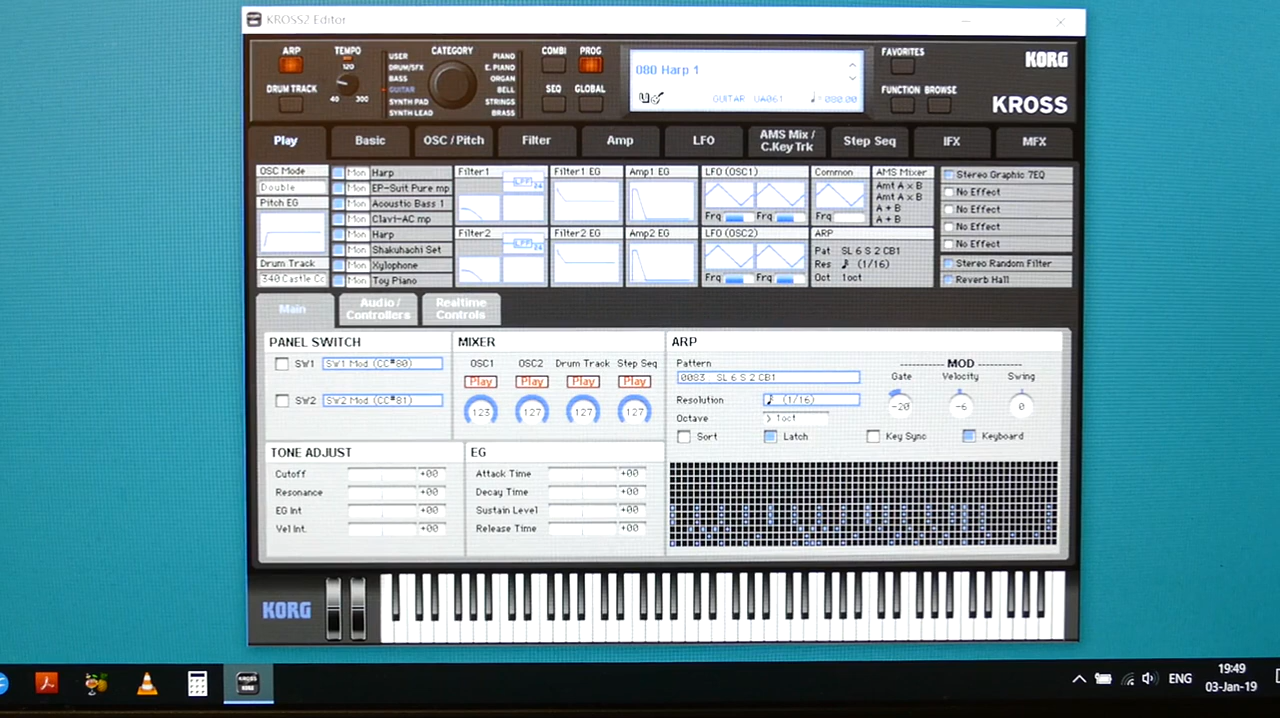 KROSS2 Editor
ARP
TEMPO
120
40 300
DRUM TRACK
CATEGORY
USER
DRUM/SFX
BASS
GUITAR
SYNTH PAD
SYNTH LEAD
PIANO
E. PIANO
ORGAN
BELL
STRINGS
BRASS
COMBI PROG
SEQ GLOBAL
080 Harp 1
GUITAR UA061 ♩:080.00
FAVORITES
FUNCTION BROWSE
KORG
KROSS
Play Basic OSC / Pitch Filter Amp LFO AMS Mix / C.Key Trk Step Seq IFX MFX
OSC Mode
Double
Pitch EG
Drum Track
340 Castle Cc
Mon Harp
Mon EP-Suit Pure mp
Mon Acoustic Bass 1
Mon Clavi-AC mp
Mon Harp
Mon Shakuhachi Set
Mon Xylophone
Mon Toy Piano
Filter1 LPF 24
Filter2 LPF 24
Filter1 EG
Filter2 EG
Amp1 EG
Amp2 EG
LFO (OSC1)
Frq Frq
LFO (OSC2)
Frq Frq
Common
Frq
AMS Mixer
Amt A x B
Amt A x B
A + B
A + B
ARP
Pat SL 6 S 2 CB1
Res (1/16)
Oct 1oct
Stereo Graphic 7EQ
No Effect
No Effect
No Effect
No Effect
Stereo Random Filter
Reverb Hall
Main Audio / Controllers Realtime Controls
PANEL SWITCH
SW1 SW1 Mod (CC#80)
SW2 SW2 Mod (CC#81)
MIXER
OSC1 OSC2 Drum Track Step Seq
Play Play Play Play
123 127 127 127
ARP
Pattern
0083 SL 6 S 2 CB1
Resolution (1/16)
Octave 1oct
MOD
Gate Velocity Swing
-20 -6 0
Sort Latch Key Sync Keyboard
TONE ADJUST
Cutoff +00
Resonance +00
EG Int +00
Vel Int. +00
EG
Attack Time +00
Decay Time +00
Sustain Level +00
Release Time +00
KORG
KROSS
KORG
ENG
19:49
03-Jan-19